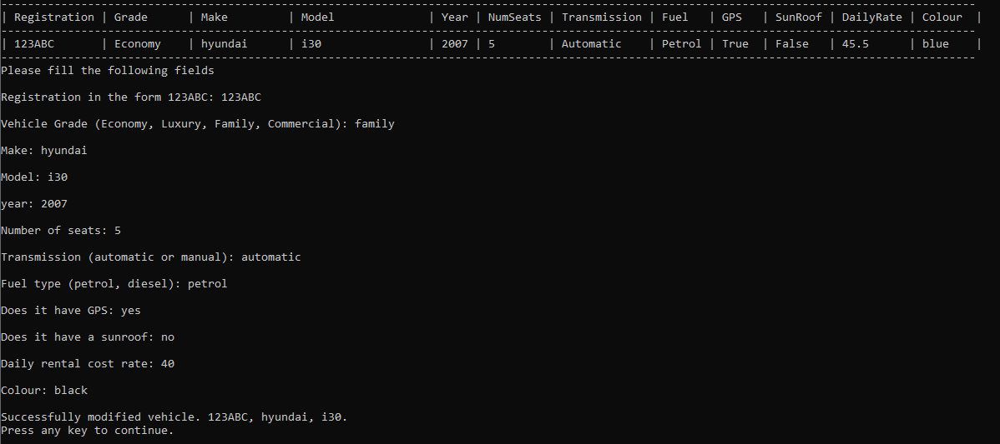 --------------------------------------------------------------------------------------------------------------------------------------------------
| Registration | Grade      | Make         | Model                | Year | NumSeats | Transmission | Fuel   | GPS   | SunRoof | DailyRate | Colour  |
--------------------------------------------------------------------------------------------------------------------------------------------------
| 123ABC       | Economy    | hyundai      | i30                  | 2007 | 5        | Automatic    | Petrol | True  | False   | 45.5      | blue    |
--------------------------------------------------------------------------------------------------------------------------------------------------
Please fill the following fields
Registration in the form 123ABC: 123ABC
Vehicle Grade (Economy, Luxury, Family, Commercial): family
Make: hyundai
Model: i30
year: 2007
Number of seats: 5
Transmission (automatic or manual): automatic
Fuel type (petrol, diesel): petrol
Does it have GPS: yes
Does it have a sunroof: no
Daily rental cost rate: 40
Colour: black
Successfully modified vehicle. 123ABC, hyundai, i30.
Press any key to continue.